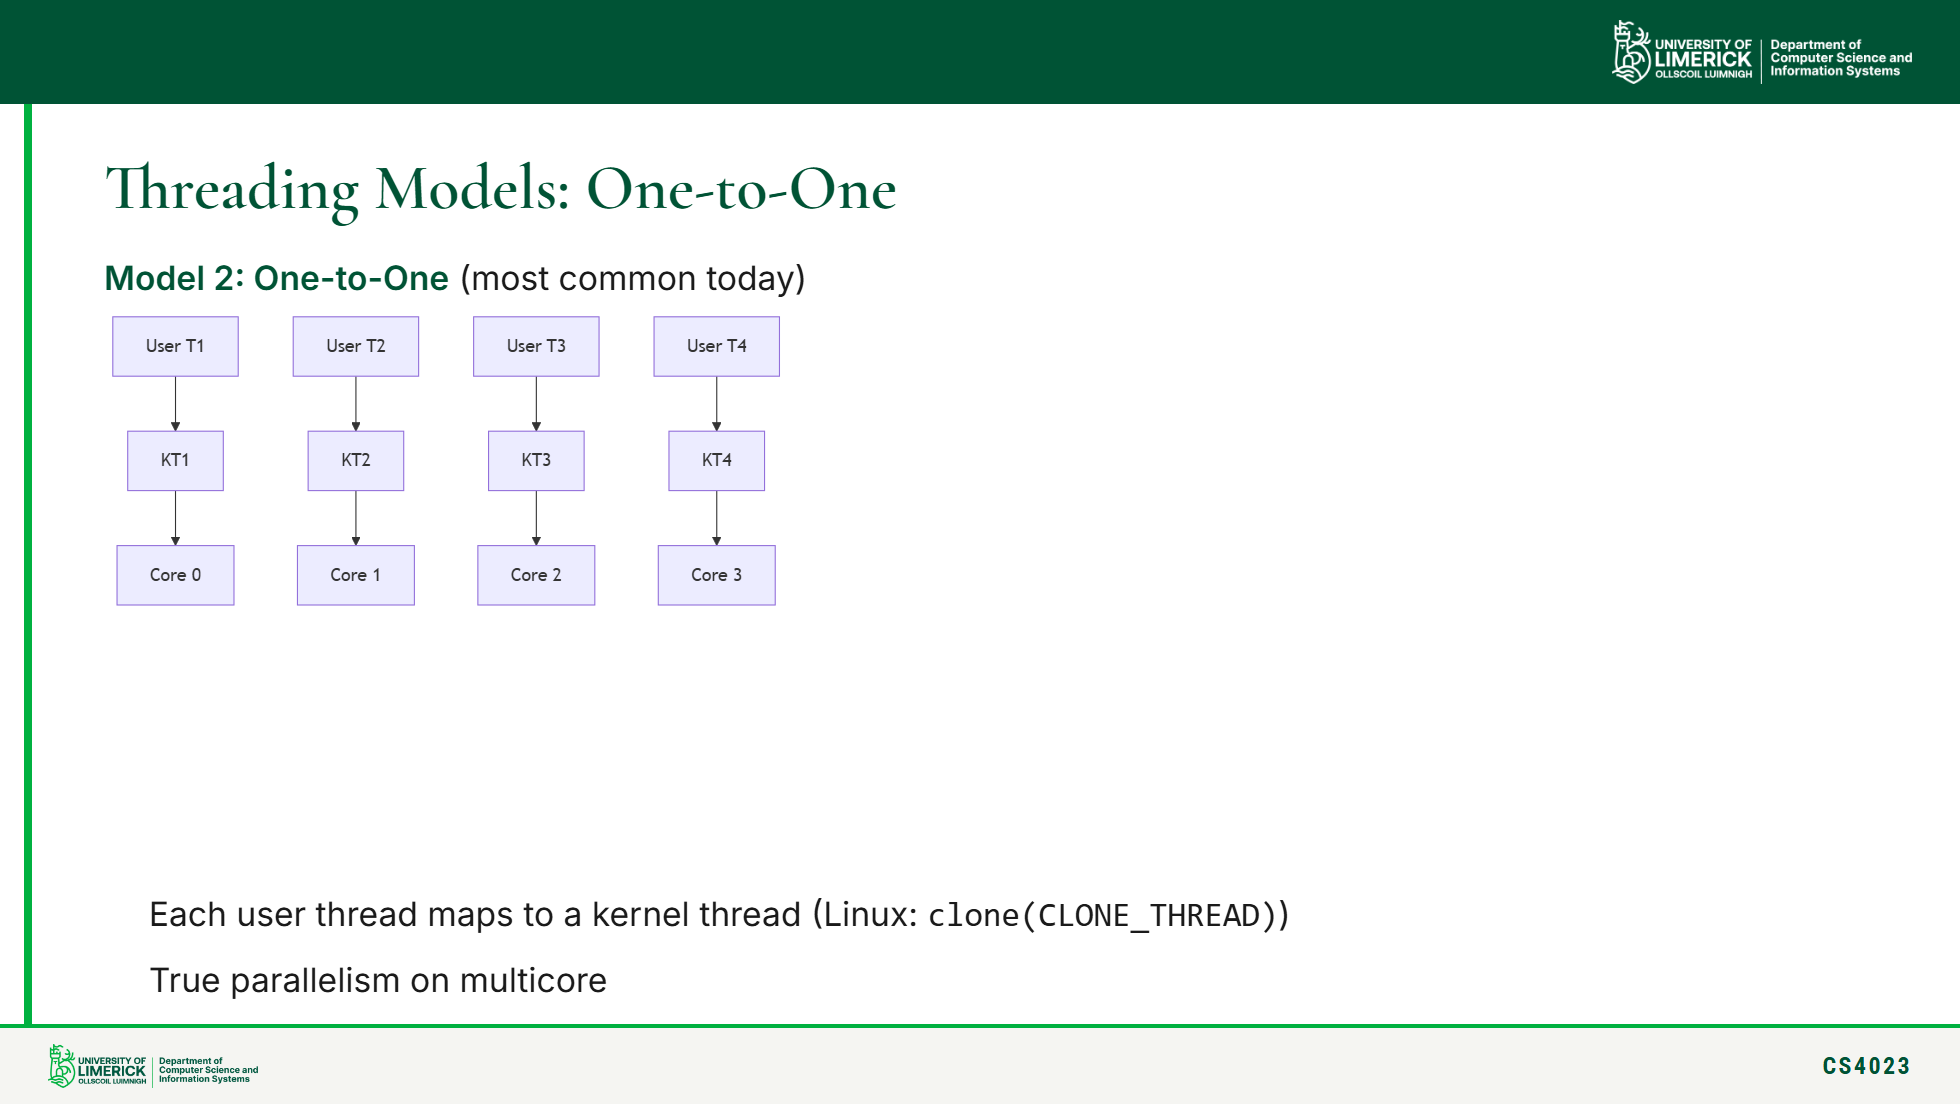 UNIVERSITY OF
LIMERICK
OLLSCOIL LUIMNIGH
Department of
Computer Science and
Information Systems
Threading Models: One-to-One
Model 2: One-to-One (most common today)
User T1 User T2 User T3 User T4
KT1 KT2 KT3 KT4
Core 0 Core 1 Core 2 Core 3
Each user thread maps to a kernel thread (Linux: clone(CLONE_THREAD))
True parallelism on multicore
UNIVERSITY OF
LIMERICK
OLLSCOIL LUIMNIGH
Department of
Computer Science and
Information Systems
CS4023